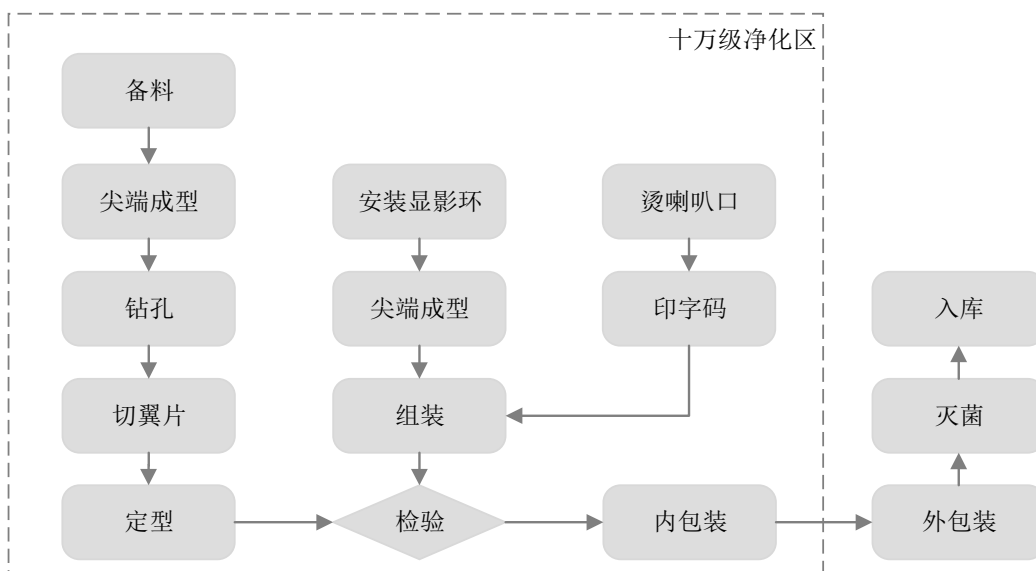 十万级净化区
备料
尖端成型
安装显影环
烫喇叭口
钻孔
尖端成型
印字码
入库
切翼片
组装
灭菌
定型
检验
内包装
外包装